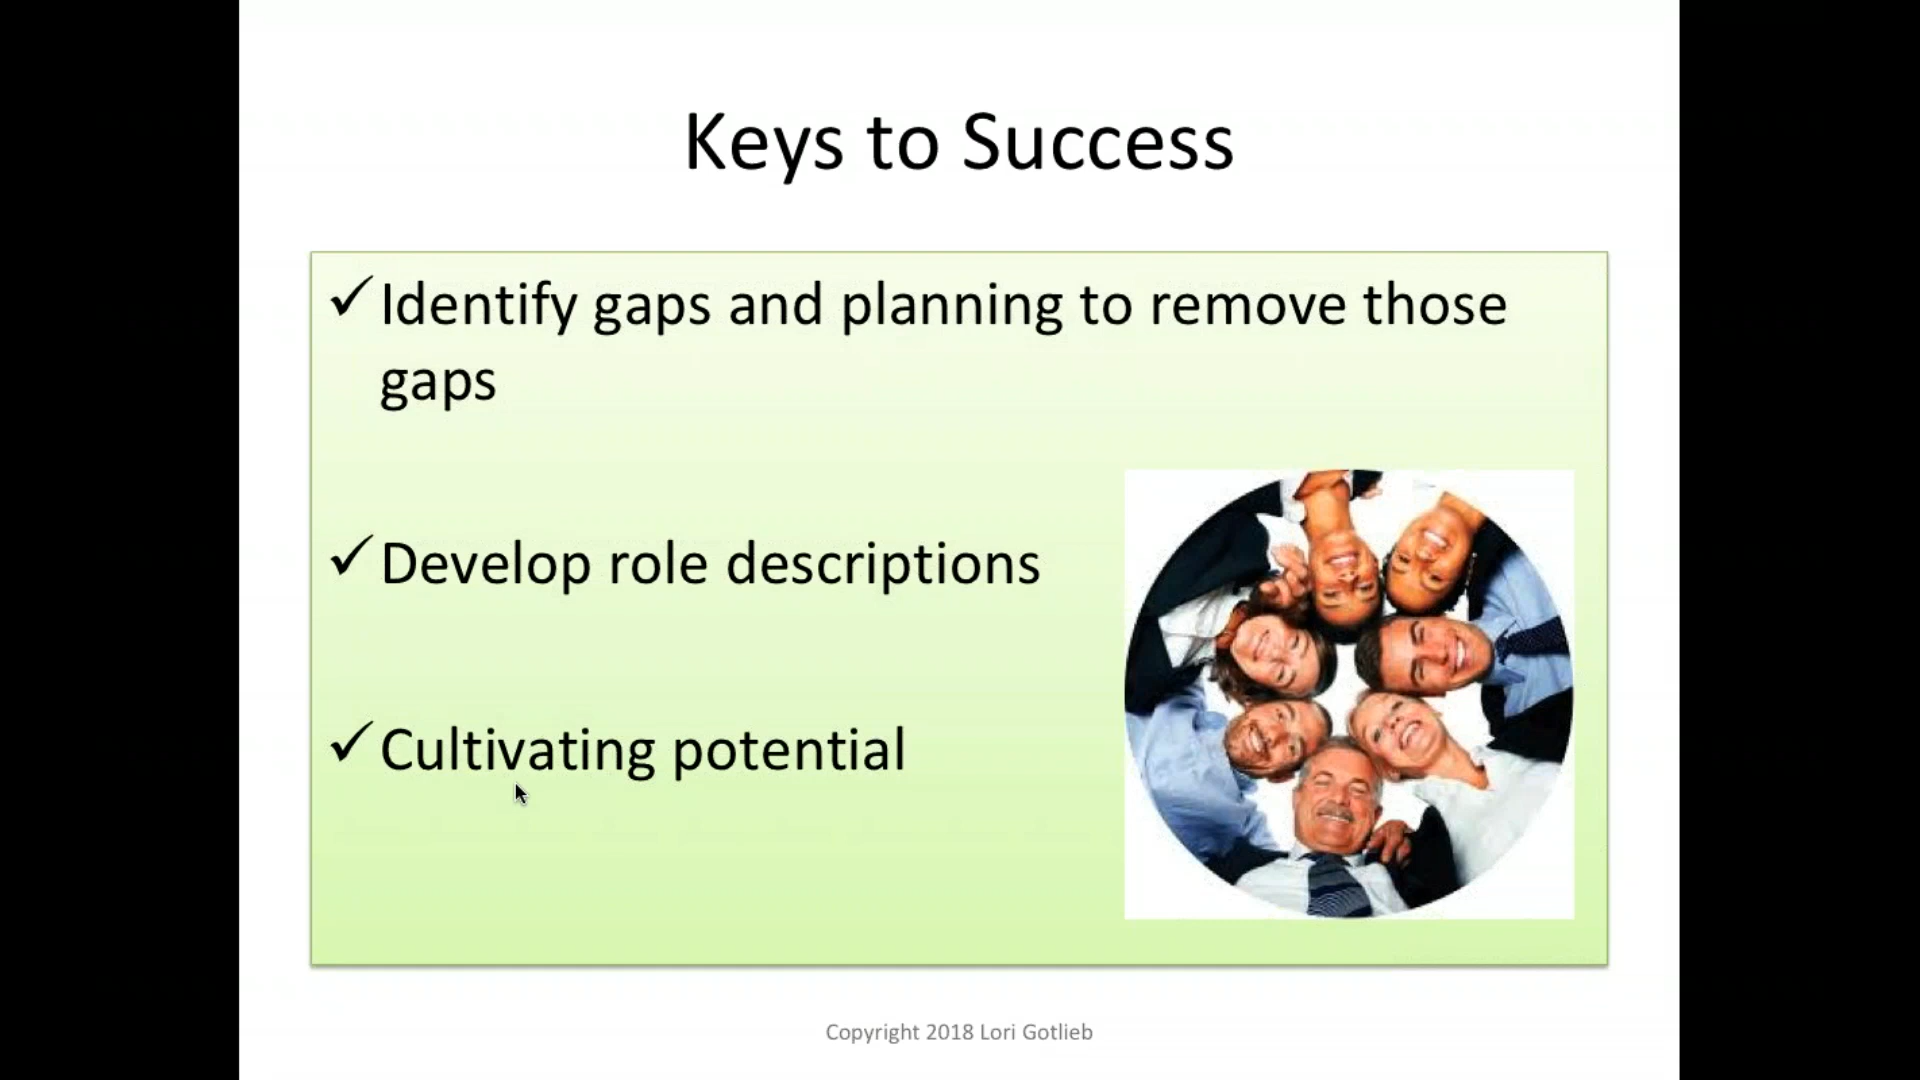 Keys to Success
✓Identify gaps and planning to remove those
gaps
✓Develop role descriptions
✓Cultivating potential
Copyright 2018 Lori Gotlieb